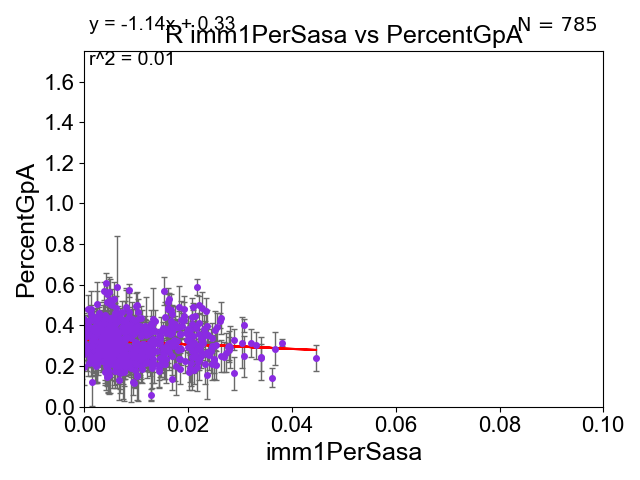 y = -1.14x + 0.33
N = 785
R imm1PerSasa vs PercentGpA
r^2 = 0.01
PercentGpA
1.6
1.4
1.2
1.0
0.8
0.6
0.4
0.2
0.0
0.00 0.02 0.04 0.06 0.08 0.10
imm1PerSasa